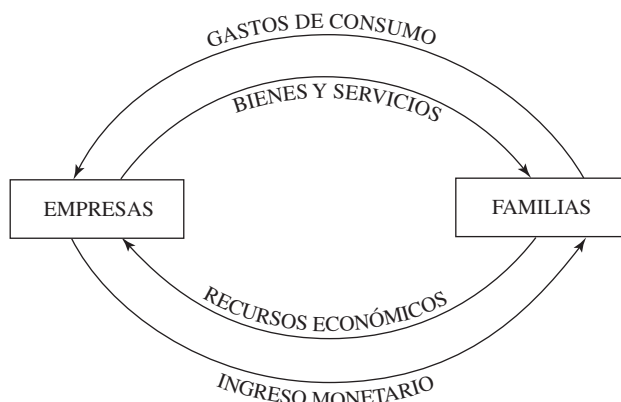 GASTOS DE CONSUMO
BIENES Y SERVICIOS
EMPRESAS
FAMILIAS
RECURSOS ECONÓMICOS
INGRESO MONETARIO